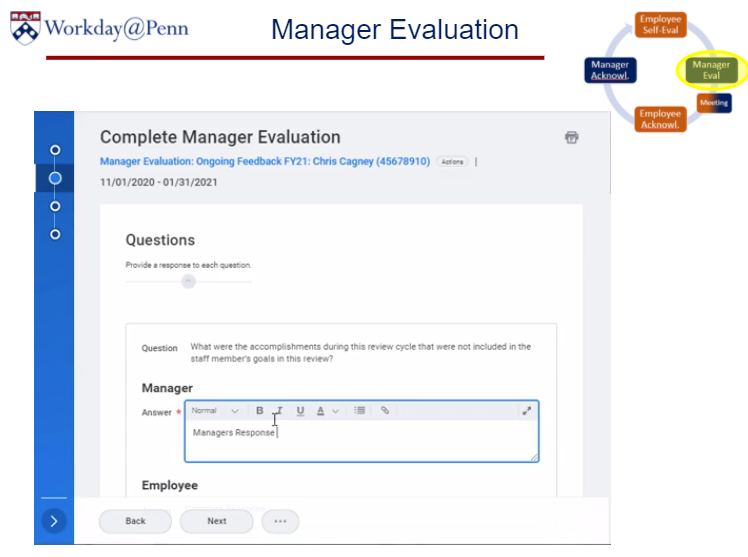 Workday@Penn
Manager Evaluation
Employee
Self-Eval
Manager
Eval
Meeting
Employee
Acknowl.
Manager
Acknowl.
Complete Manager Evaluation
Manager Evaluation: Ongoing Feedback FY21: Chris Cagney (45678910) Actions |
11/01/2020 - 01/31/2021
Questions
Provide a response to each question.
Question What were the accomplishments during this review cycle that were not included in the
staff member's goals in this review?
Manager
Answer * Normal B I U A
Managers Response
Employee
Back Next ...